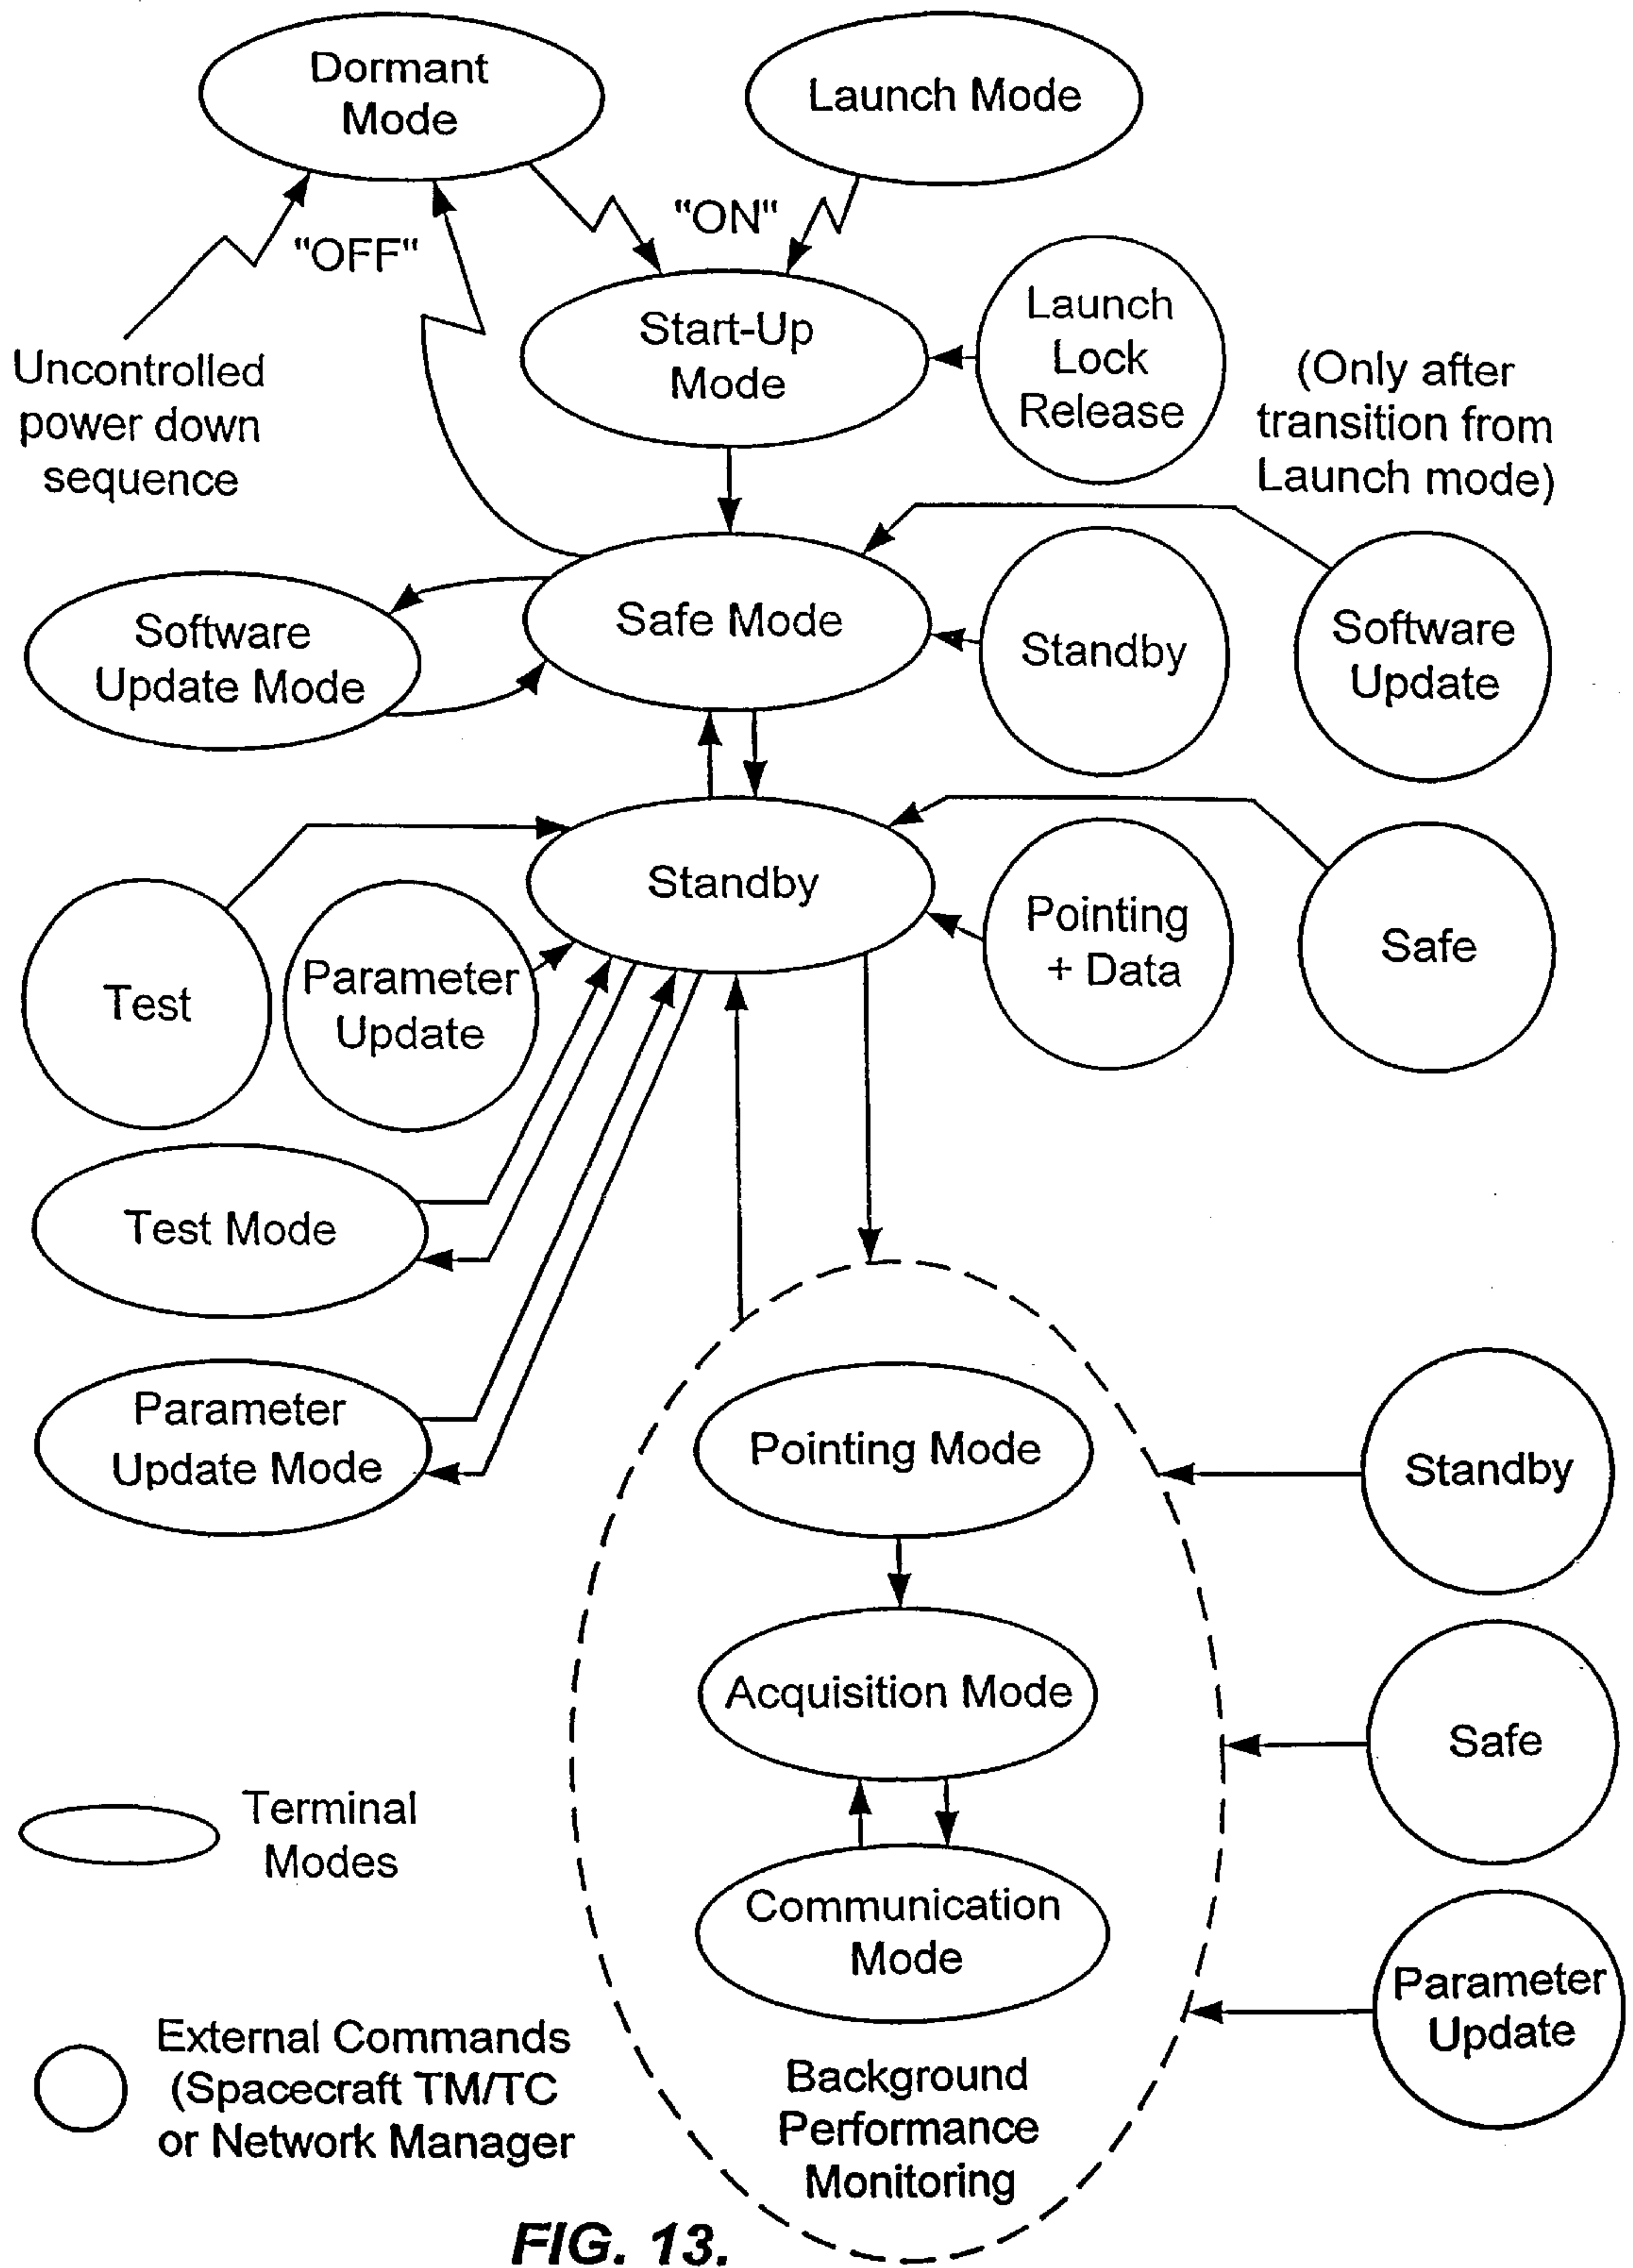 Dormant
Mode
Launch Mode
"ON"
"OFF"
Start-Up
Mode
Launch
Lock
Release
(Only after
transition from
Launch mode)
Uncontrolled
power down
sequence
Safe Mode
Software
Update Mode
Standby
Software
Update
Standby
Pointing
+ Data
Safe
Test
Parameter
Update
Test Mode
Parameter
Update Mode
Pointing Mode
Standby
Acquisition Mode
Safe
Terminal
Modes
Communication
Mode
Parameter
Update
External Commands
(Spacecraft TM/TC
or Network Manager
Background
Performance
Monitoring
FIG. 13.